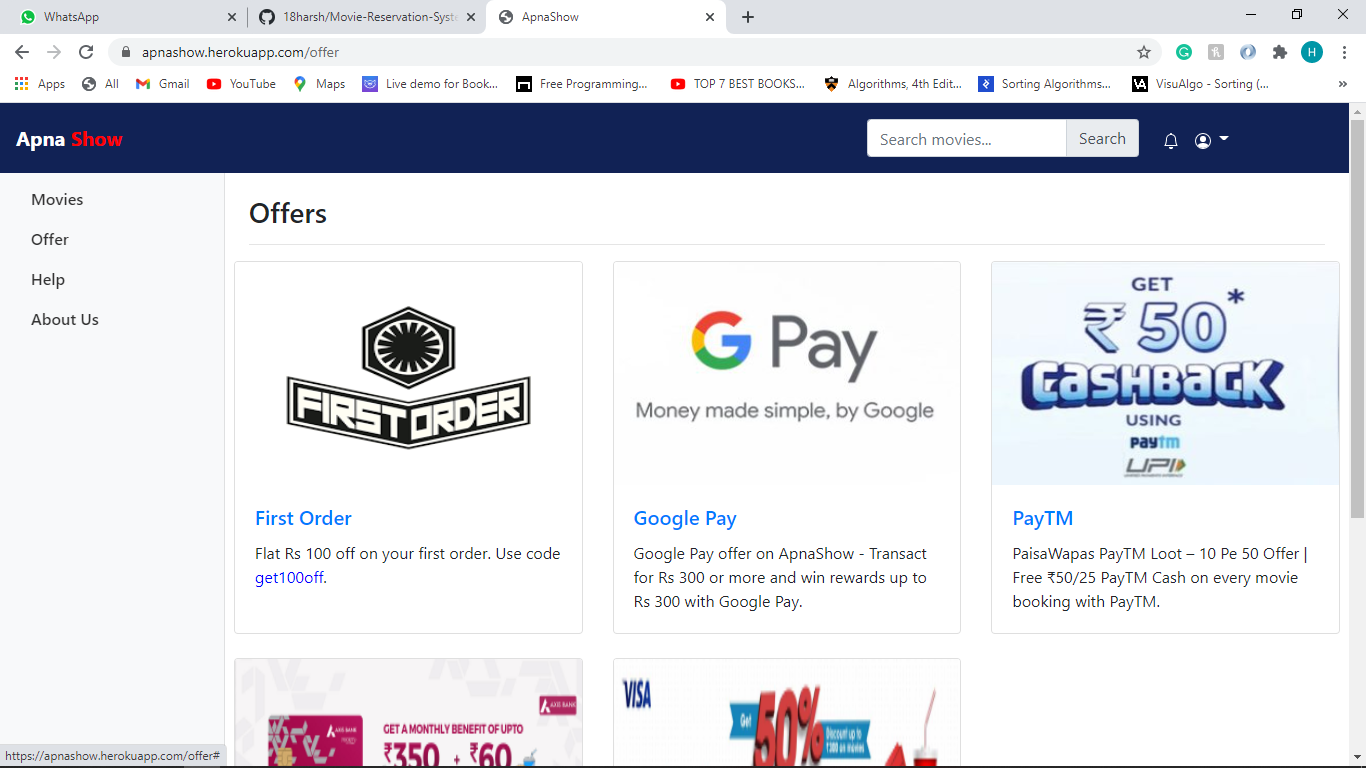 WhatsApp
18harsh/Movie-Reservation-Syste
ApnaShow
apnashow.herokuapp.com/offer
H
Apps
All
Gmail
YouTube
Maps
Live demo for Book...
Free Programming...
TOP 7 BEST BOOKS...
Algorithms, 4th Edit...
Sorting Algorithms...
VisuAlgo - Sorting (...
Apna Show
Search movies...
Search
Movies
Offer
Help
About Us
Offers
FIRST ORDER
First Order
Flat Rs 100 off on your first order. Use code
get100off.
G Pay
Money made simple, by Google
Google Pay
Google Pay offer on ApnaShow - Transact
for Rs 300 or more and win rewards up to
Rs 300 with Google Pay.
GET
₹ 50*
CASHBACK
USING
paytm
UPI
PayTM
PaisaWapas PayTM Loot – 10 Pe 50 Offer |
Free ₹50/25 PayTM Cash on every movie
booking with PayTM.
AXIS BANK
AXIS BANK
GET A MONTHLY BENEFIT OF UPTO
₹350 + ₹60
VISA
Get
50%
Discount up to
₹300 on movies
https://apnashow.herokuapp.com/offer#